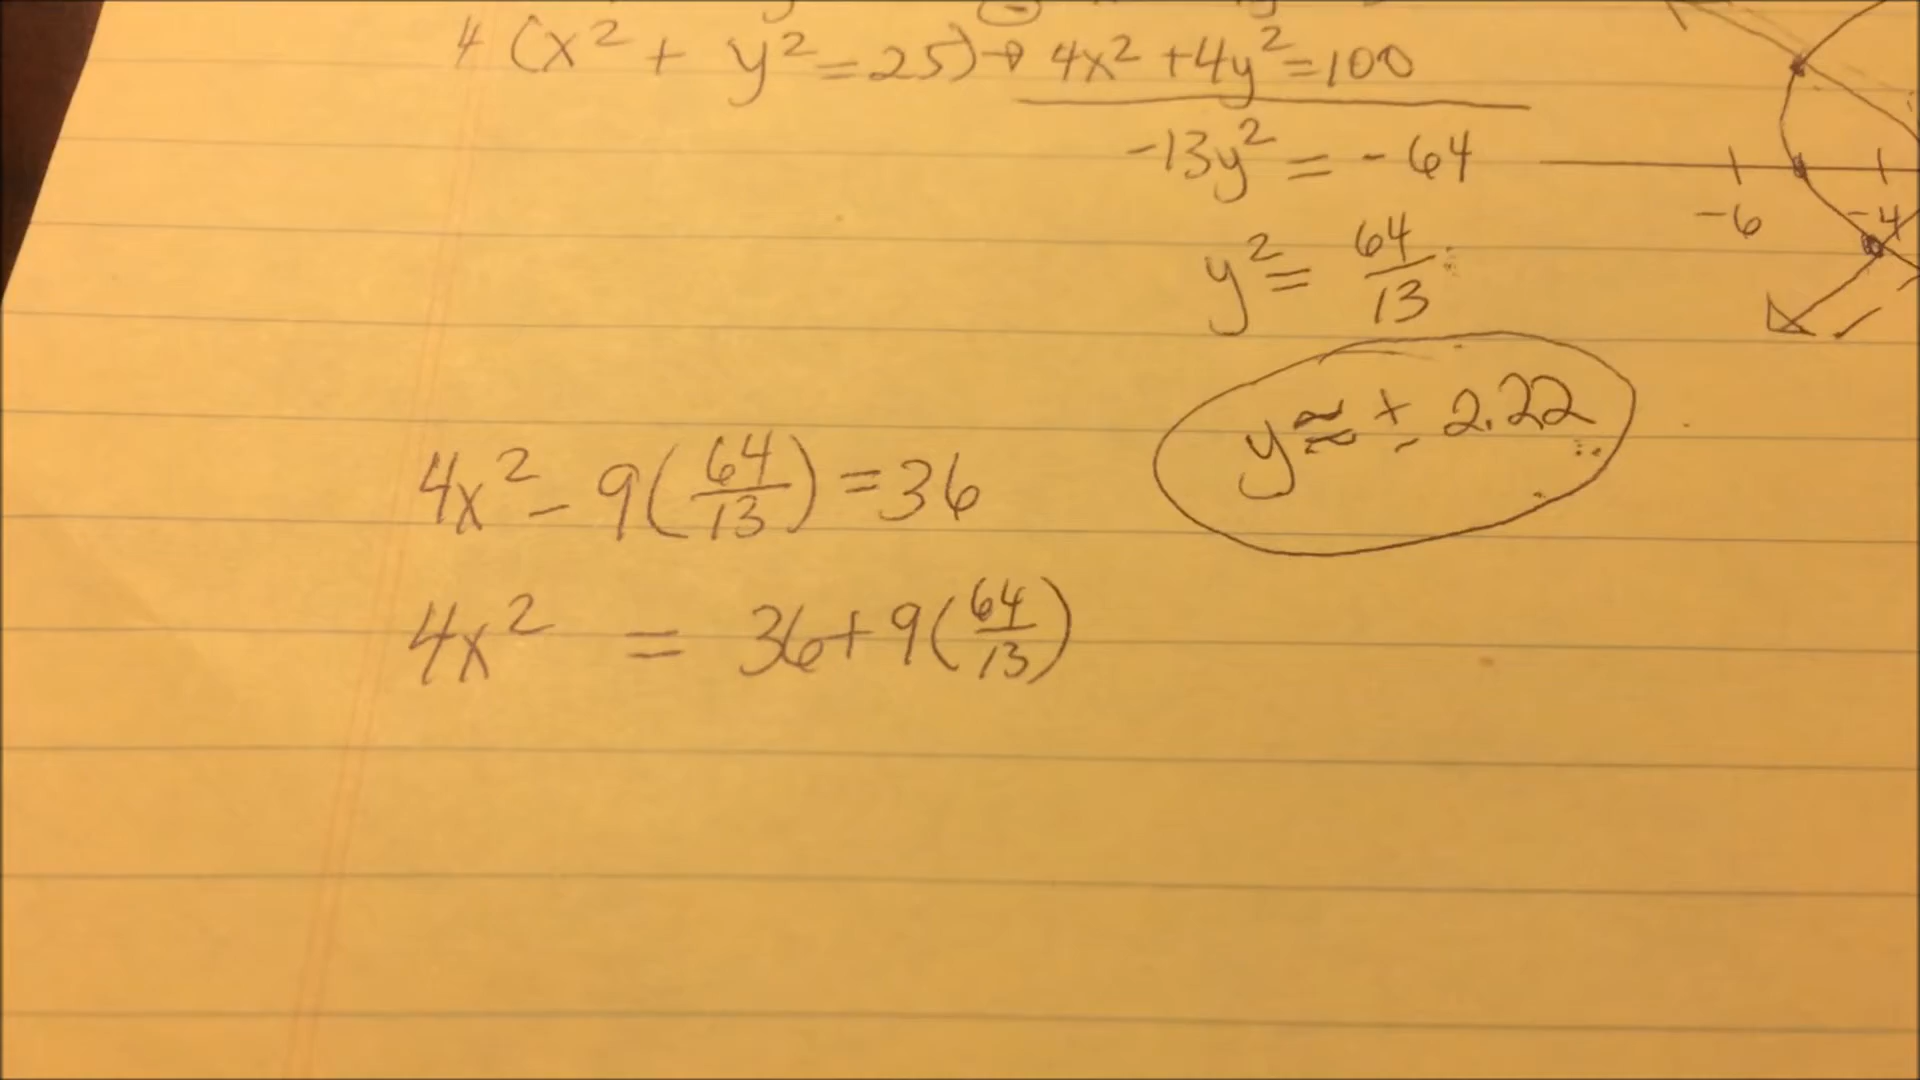 4 (x² + y² = 25) → 4x² + 4y² = 100
-13y² = - 64
y² = 64/13
-6 -4
y ≈ ± 2.22
4x² - 9(64/13) = 36
4x² = 36 + 9(64/13)